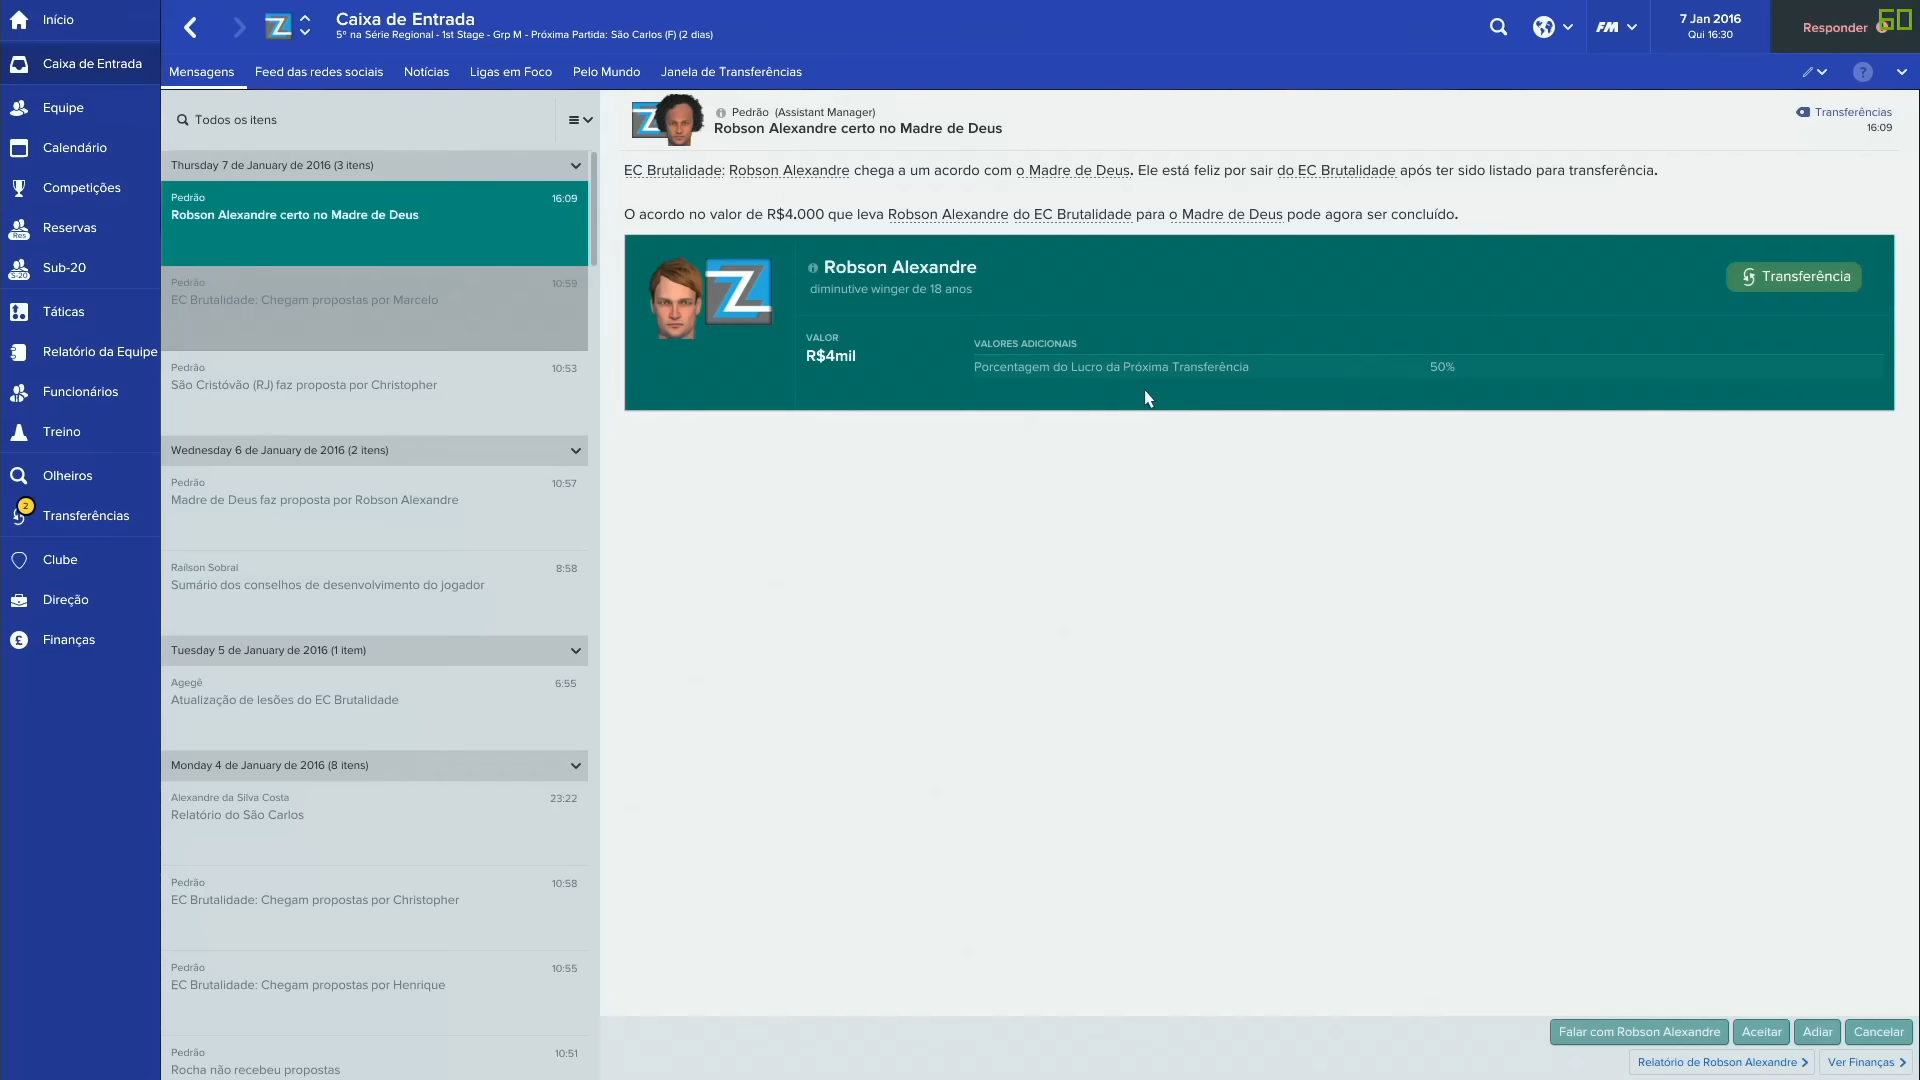 Início
Caixa de Entrada
Equipe
Calendário
Competições
Reservas
Sub-20
Táticas
Relatório da Equipe
Funcionários
Treino
Olheiros
2
Transferências
Clube
Direção
Finanças
Caixa de Entrada
5º na Série Regional - 1st Stage - Grp M - Próxima Partida: São Carlos (F) (2 dias)
FM
7 Jan 2016
Qui 16:30
Responder
60
Mensagens
Feed das redes sociais
Notícias
Ligas em Foco
Pelo Mundo
Janela de Transferências
?
Todos os itens
Thursday 7 de January de 2016 (3 itens)
Pedrão 16:09
Robson Alexandre certo no Madre de Deus
Pedrão 10:59
EC Brutalidade: Chegam propostas por Marcelo
Pedrão 10:53
São Cristóvão (RJ) faz proposta por Christopher
Wednesday 6 de January de 2016 (2 itens)
Pedrão 10:57
Madre de Deus faz proposta por Robson Alexandre
Raílson Sobral 8:58
Sumário dos conselhos de desenvolvimento do jogador
Tuesday 5 de January de 2016 (1 item)
Agegê 6:55
Atualização de lesões do EC Brutalidade
Monday 4 de January de 2016 (8 itens)
Alexandre da Silva Costa 23:22
Relatório do São Carlos
Pedrão 10:58
EC Brutalidade: Chegam propostas por Christopher
Pedrão 10:55
EC Brutalidade: Chegam propostas por Henrique
Pedrão 10:51
Rocha não recebeu propostas
Pedrão (Assistant Manager)
Robson Alexandre certo no Madre de Deus
Transferências
16:09
EC Brutalidade: Robson Alexandre chega a um acordo com o Madre de Deus. Ele está feliz por sair do EC Brutalidade após ter sido listado para transferência.
O acordo no valor de R$4.000 que leva Robson Alexandre do EC Brutalidade para o Madre de Deus pode agora ser concluído.
Robson Alexandre
diminutive winger de 18 anos
Transferência
VALOR
R$4mil
VALORES ADICIONAIS
Porcentagem do Lucro da Próxima Transferência 50%
Falar com Robson Alexandre
Aceitar
Adiar
Cancelar
Relatório de Robson Alexandre
Ver Finanças